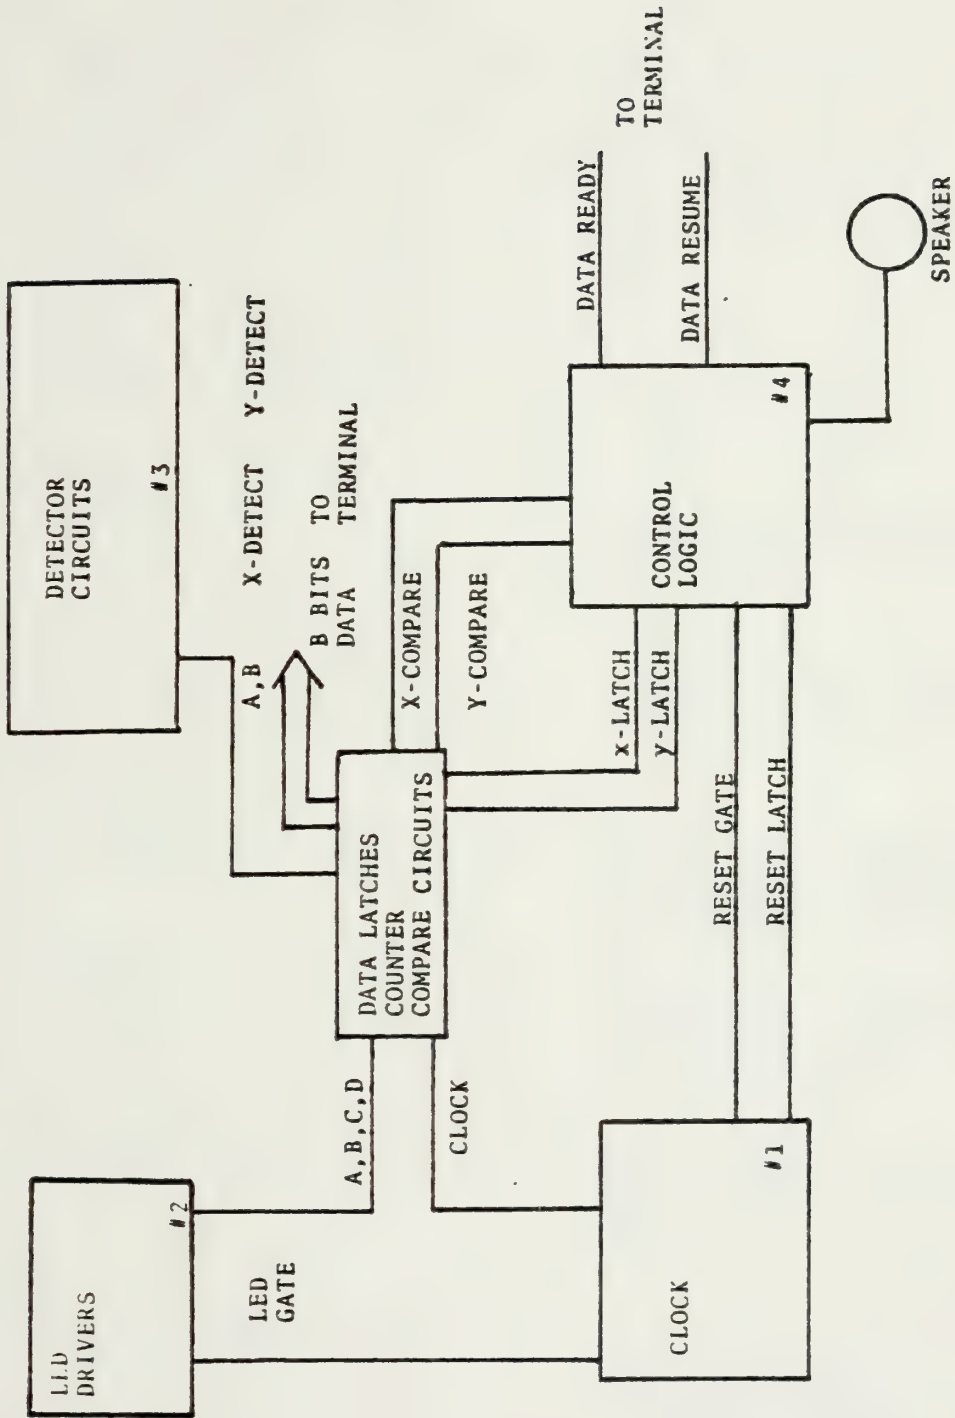 LED
DRIVERS
#2
LED
GATE
A,B,C,D
CLOCK
CLOCK
#1
DATA LATCHES
COUNTER
COMPARE CIRCUITS
DETECTOR
CIRCUITS
#3
A,B X-DETECT Y-DETECT
B BITS TO
DATA TERMINAL
X-COMPARE
Y-COMPARE
X-LATCH
Y-LATCH
RESET GATE
RESET LATCH
CONTROL
LOGIC
#4
DATA READY
DATA RESUME
TO
TERMINAL
SPEAKER